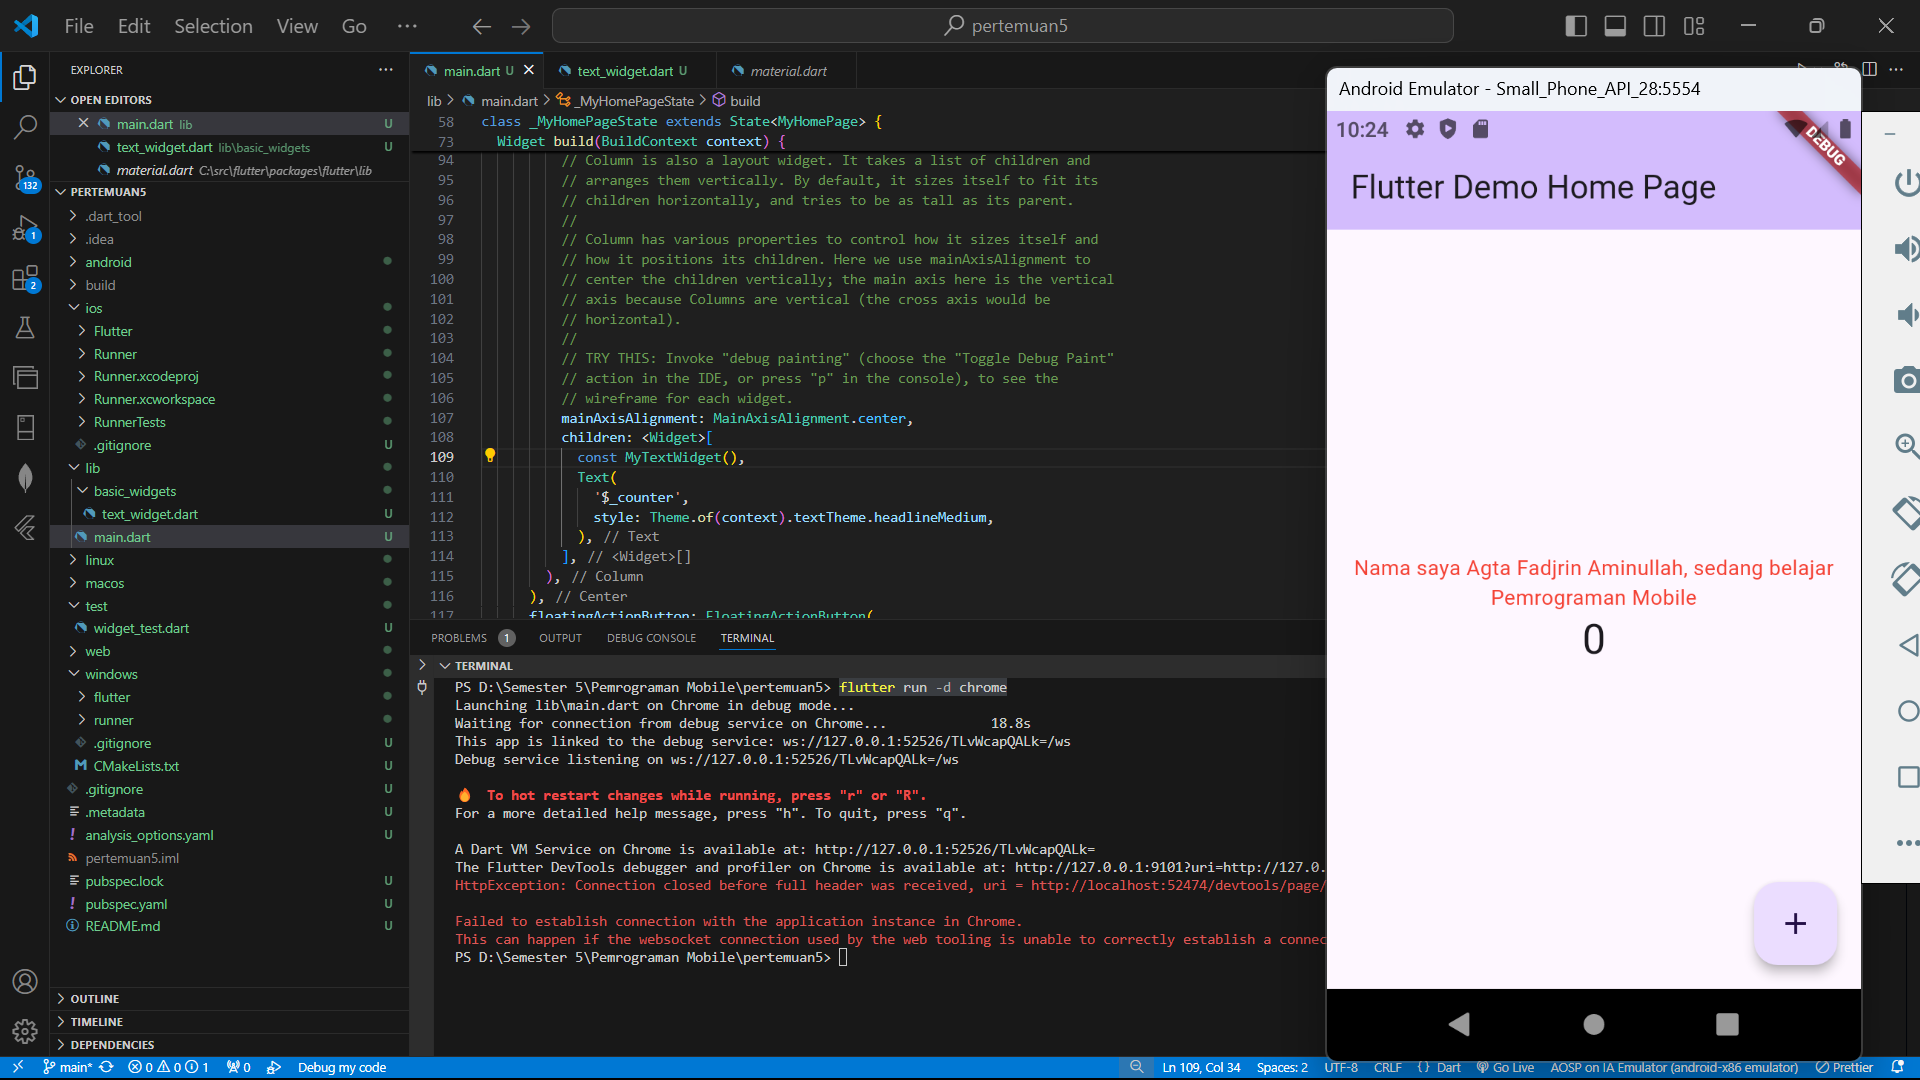 File Edit Selection View Go ···
pertemuan5
EXPLORER
OPEN EDITORS
main.dart lib U
text_widget.dart lib\basic_widgets U
material.dart C:\src\flutter\packages\flutter\lib
PERTEMUAN5
.dart_tool
.idea
android
build
ios
Flutter
Runner
Runner.xcodeproj
Runner.xcworkspace
RunnerTests
.gitignore U
lib
basic_widgets
text_widget.dart U
main.dart U
linux
macos
test
widget_test.dart U
web
windows
flutter
runner
.gitignore U
CMakeLists.txt U
.gitignore U
.metadata U
analysis_options.yaml U
pertemuan5.iml
pubspec.lock U
pubspec.yaml U
README.md U
OUTLINE
TIMELINE
DEPENDENCIES
132
1
2
main.dart U
text_widget.dart U
material.dart
lib > main.dart > _MyHomePageState > build
58 class _MyHomePageState extends State<MyHomePage> {
73 Widget build(BuildContext context) {
94 // Column is also a layout widget. It takes a list of children and
95 // arranges them vertically. By default, it sizes itself to fit its
96 // children horizontally, and tries to be as tall as its parent.
97 //
98 // Column has various properties to control how it sizes itself and
99 // how it positions its children. Here we use mainAxisAlignment to
100 // center the children vertically; the main axis here is the vertical
101 // axis because Columns are vertical (the cross axis would be
102 // horizontal).
103 //
104 // TRY THIS: Invoke "debug painting" (choose the "Toggle Debug Paint"
105 // action in the IDE, or press "p" in the console), to see the
106 // wireframe for each widget.
107 mainAxisAlignment: MainAxisAlignment.center,
108 children: <Widget>[
109 const MyTextWidget(),
110 Text(
111 '$_counter',
112 style: Theme.of(context).textTheme.headlineMedium,
113 ), // Text
114 ], // <Widget>[]
115 ), // Column
116 ), // Center
117 floatingActionButton: FloatingActionButton(
PROBLEMS 1 OUTPUT DEBUG CONSOLE TERMINAL
TERMINAL
PS D:\Semester 5\Pemrograman Mobile\pertemuan5> flutter run -d chrome
Launching lib\main.dart on Chrome in debug mode...
Waiting for connection from debug service on Chrome... 18.8s
This app is linked to the debug service: ws://127.0.0.1:52526/TLvWcapQALk=/ws
Debug service listening on ws://127.0.0.1:52526/TLvWcapQALk=/ws
To hot restart changes while running, press "r" or "R".
For a more detailed help message, press "h". To quit, press "q".
A Dart VM Service on Chrome is available at: http://127.0.0.1:52526/TLvWcapQALk=
The Flutter DevTools debugger and profiler on Chrome is available at: http://127.0.0.1:9101?uri=http://127.0.
HttpException: Connection closed before full header was received, uri = http://localhost:52474/devtools/page/
Failed to establish connection with the application instance in Chrome.
This can happen if the websocket connection used by the web tooling is unable to correctly establish a connec
PS D:\Semester 5\Pemrograman Mobile\pertemuan5>
Android Emulator - Small_Phone_API_28:5554
10:24
DEBUG
Flutter Demo Home Page
Nama saya Agta Fadjrin Aminullah, sedang belajar
Pemrograman Mobile
0
+
main* 0 0 1 0 Debug my code
Ln 109, Col 34 Spaces: 2 UTF-8 CRLF { } Dart Go Live AOSP on IA Emulator (android-x86 emulator) Prettier